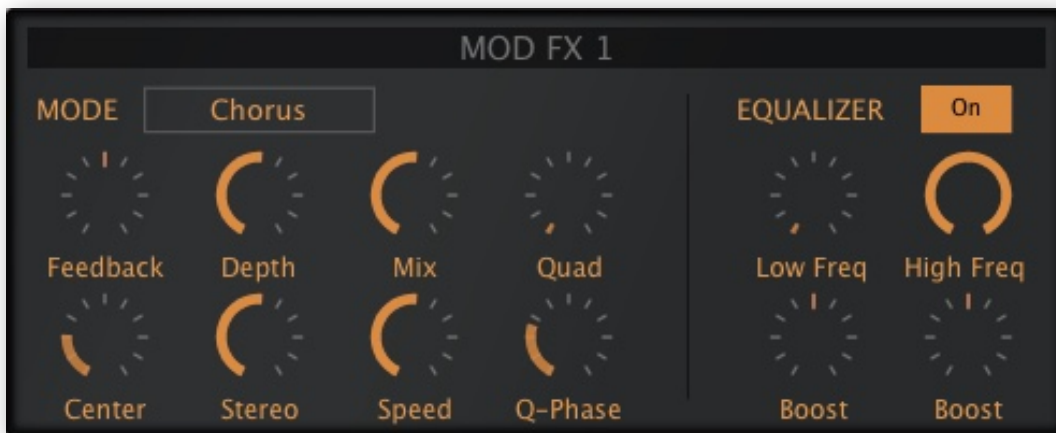 MOD FX 1
MODE Chorus EQUALIZER On
Feedback Depth Mix Quad Low Freq High Freq
Center Stereo Speed Q-Phase Boost Boost